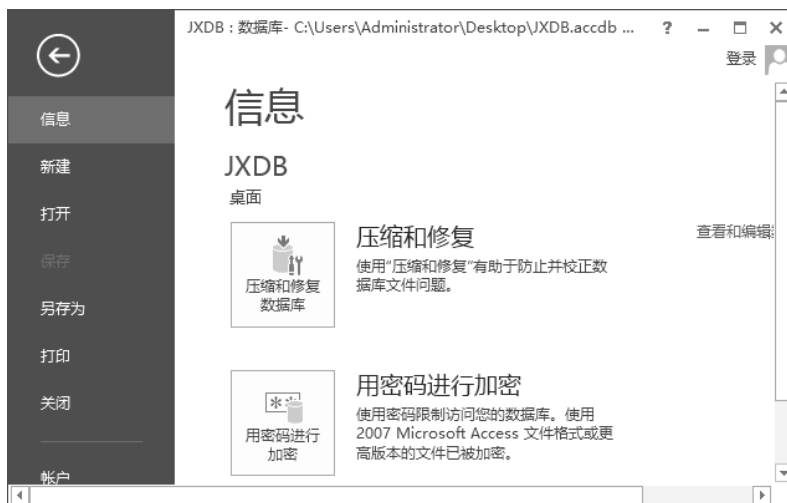 JXDB : 数据库- C:\Users\Administrator\Desktop\JXDB.accdb ...
?
登录
信息
新建
打开
保存
另存为
打印
关闭
帐户
信息
JXDB
桌面
压缩和修复
数据库
压缩和修复
使用“压缩和修复”有助于防止并校正数
据库文件问题。
查看和编辑
用密码进行
加密
用密码进行加密
使用密码限制访问您的数据库。使用
2007 Microsoft Access 文件格式或更
高版本的文件已被加密。